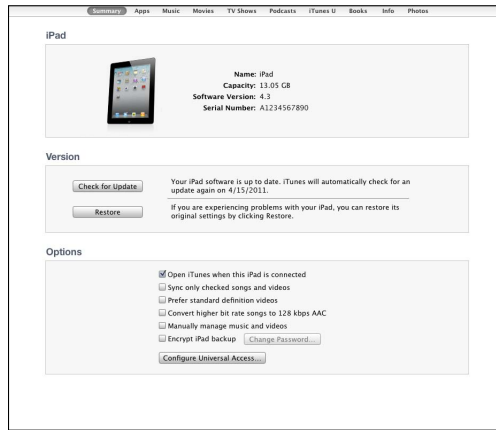 Summary Apps Music Movies TV Shows Podcasts iTunes U Books Info Photos
iPad
Name: iPad
Capacity: 13.05 GB
Software Version: 4.3
Serial Number: A1234567890
Version
Check for Update
Your iPad software is up to date. iTunes will automatically check for an
update again on 4/15/2011.
Restore
If you are experiencing problems with your iPad, you can restore its
original settings by clicking Restore.
Options
Open iTunes when this iPad is connected
Sync only checked songs and videos
Prefer standard definition videos
Convert higher bit rate songs to 128 kbps AAC
Manually manage music and videos
Encrypt iPad backup Change Password...
Configure Universal Access...